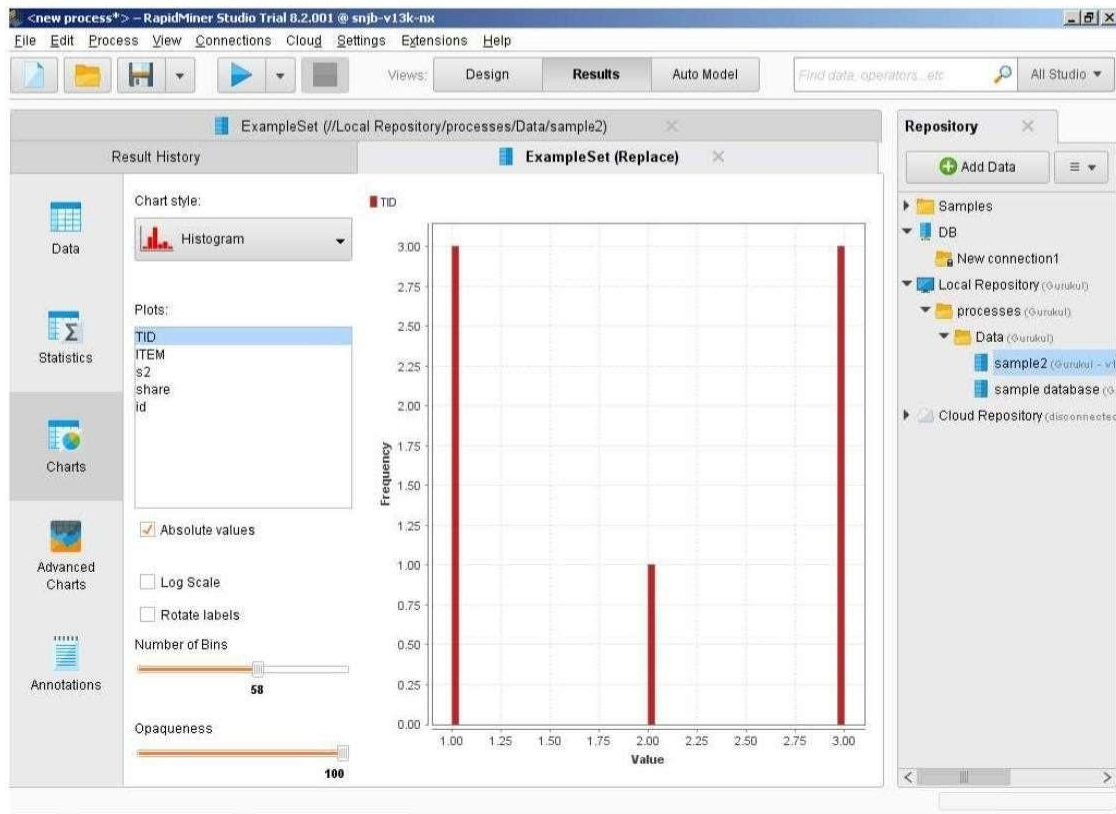 <new process*> – RapidMiner Studio Trial 8.2.001 @ snjb-v13k-nx
File Edit Process View Connections Cloud Settings Extensions Help
Views: Design Results Auto Model Find data, operators...etc All Studio
ExampleSet (//Local Repository/processes/Data/sample2)
Result History
ExampleSet (Replace)
Data
Statistics
Charts
Advanced
Charts
Annotations
Chart style:
Histogram
Plots:
TID
ITEM
s2
share
id
Absolute values
Log Scale
Rotate labels
Number of Bins
58
Opaqueness
100
TID
3.00
2.75
2.50
2.25
2.00
1.75
1.50
1.25
1.00
0.75
0.50
0.25
0.00
Frequency
1.00 1.25 1.50 1.75 2.00 2.25 2.50 2.75 3.00
Value
Repository
Add Data
Samples
DB
New connection1
Local Repository (Gurukul)
processes (Gurukul)
Data (Gurukul)
sample2 (Gurukul – v1
sample database (G
Cloud Repository (disconnected